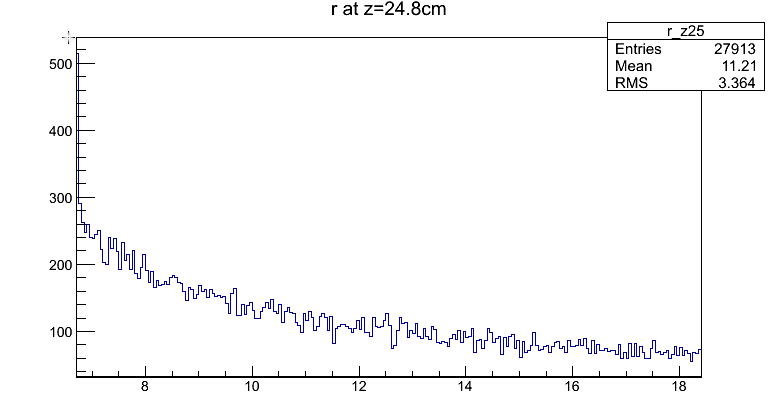 r at z=24.8cm
r_z25
Entries 27913
Mean 11.21
RMS 3.364
500
400
300
200
100
8 10 12 14 16 18